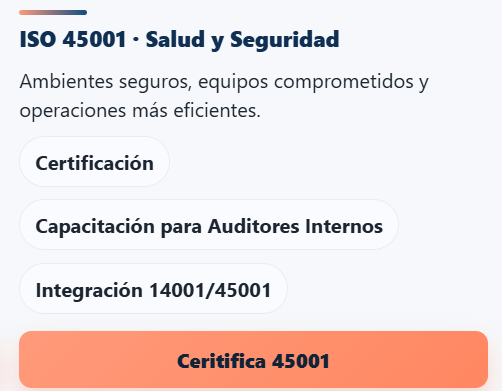 ISO 45001 · Salud y Seguridad
Ambientes seguros, equipos comprometidos y
operaciones más eficientes.
Certificación
Capacitación para Auditores Internos
Integración 14001/45001
Ceritifica 45001